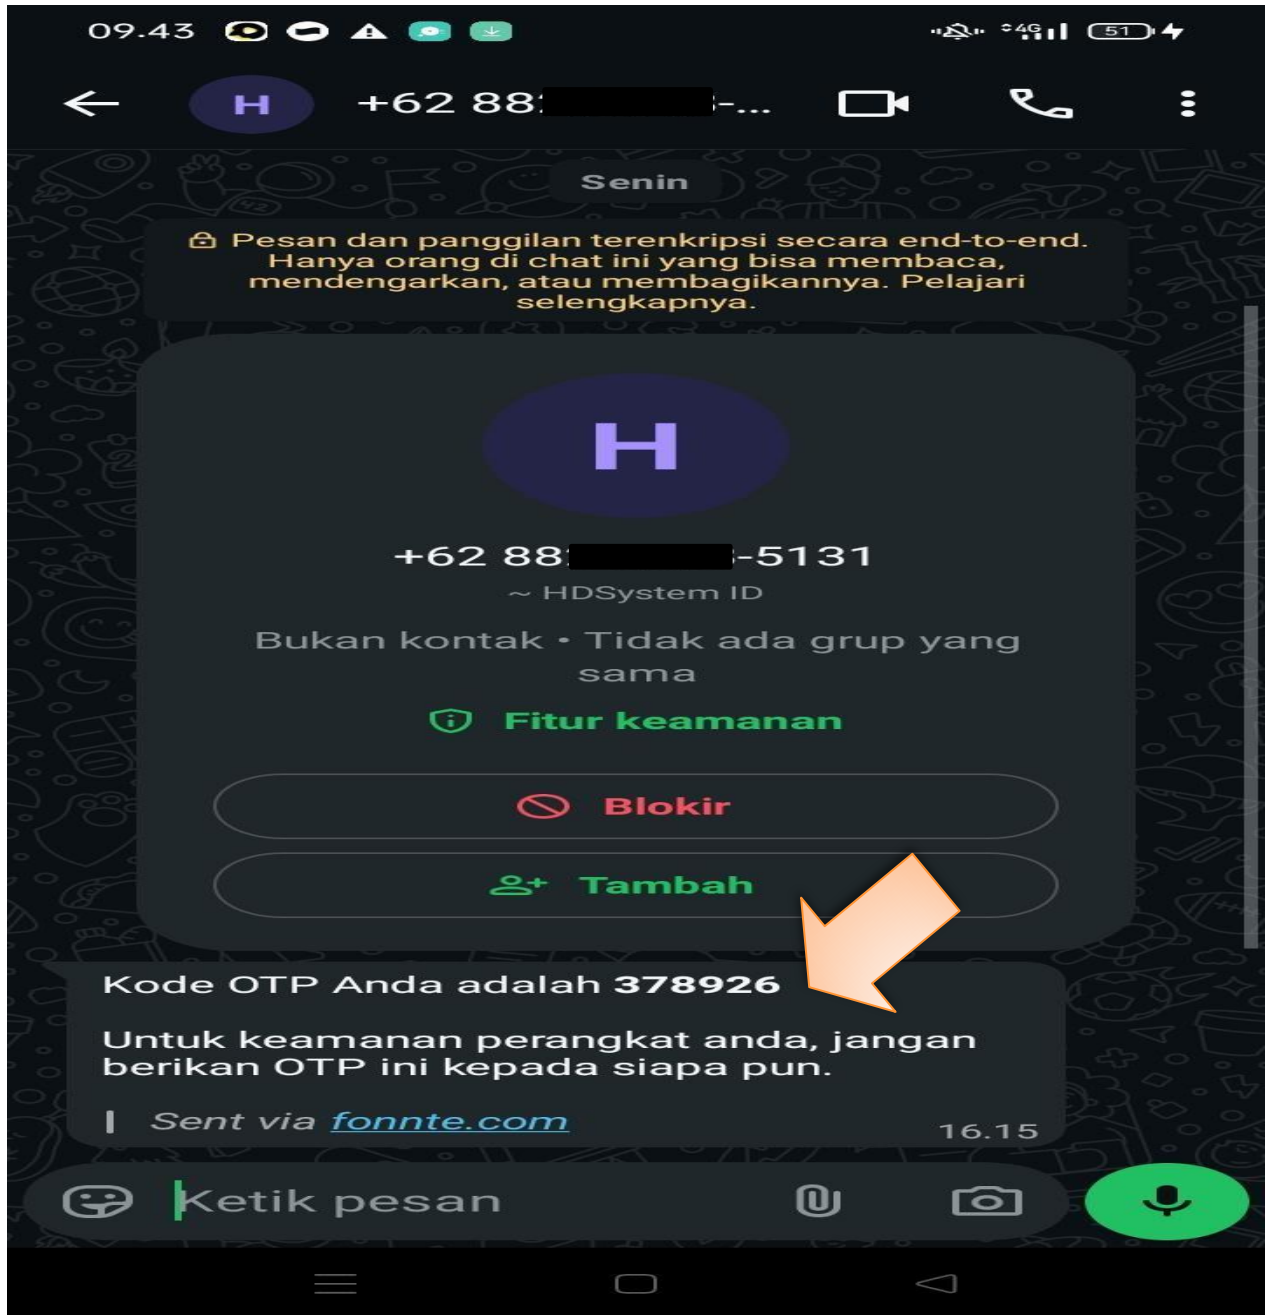 09.43
4G 51
H +62 88 -...
Senin
Pesan dan panggilan terenkripsi secara end-to-end.
Hanya orang di chat ini yang bisa membaca,
mendengarkan, atau membagikannya. Pelajari
selengkapnya.
H
+62 88 -5131
~ HDSystem ID
Bukan kontak • Tidak ada grup yang
sama
Fitur keamanan
Blokir
Tambah
Kode OTP Anda adalah 378926
Untuk keamanan perangkat anda, jangan
berikan OTP ini kepada siapa pun.
Sent via fonnte.com
16.15
Ketik pesan